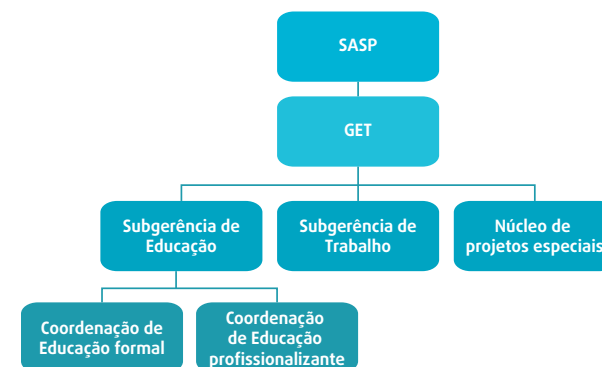 SASP
GET
Subgerência de
Educação
Subgerência de
Trabalho
Núcleo de
projetos especiais
Coordenação de
Educação formal
Coordenação
de Educação
profissionalizante